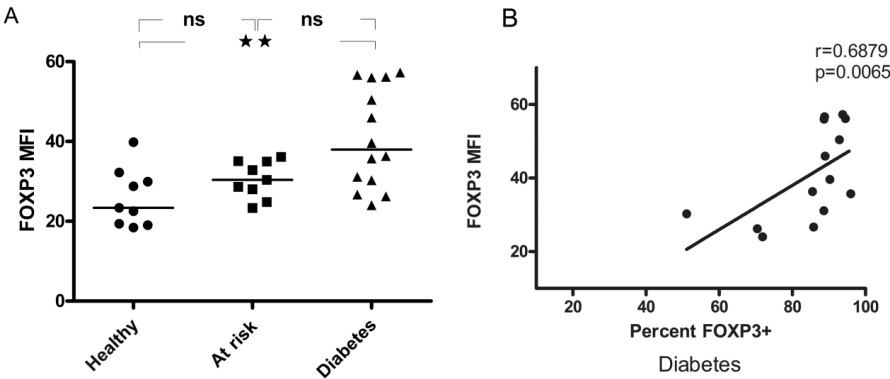 A
ns
ns
★★
60
40
20
0
FOXP3 MFI
Healthy
At risk
Diabetes
B
r=0.6879
p=0.0065
60
40
20
FOXP3 MFI
20
40
60
80
100
Percent FOXP3+
Diabetes